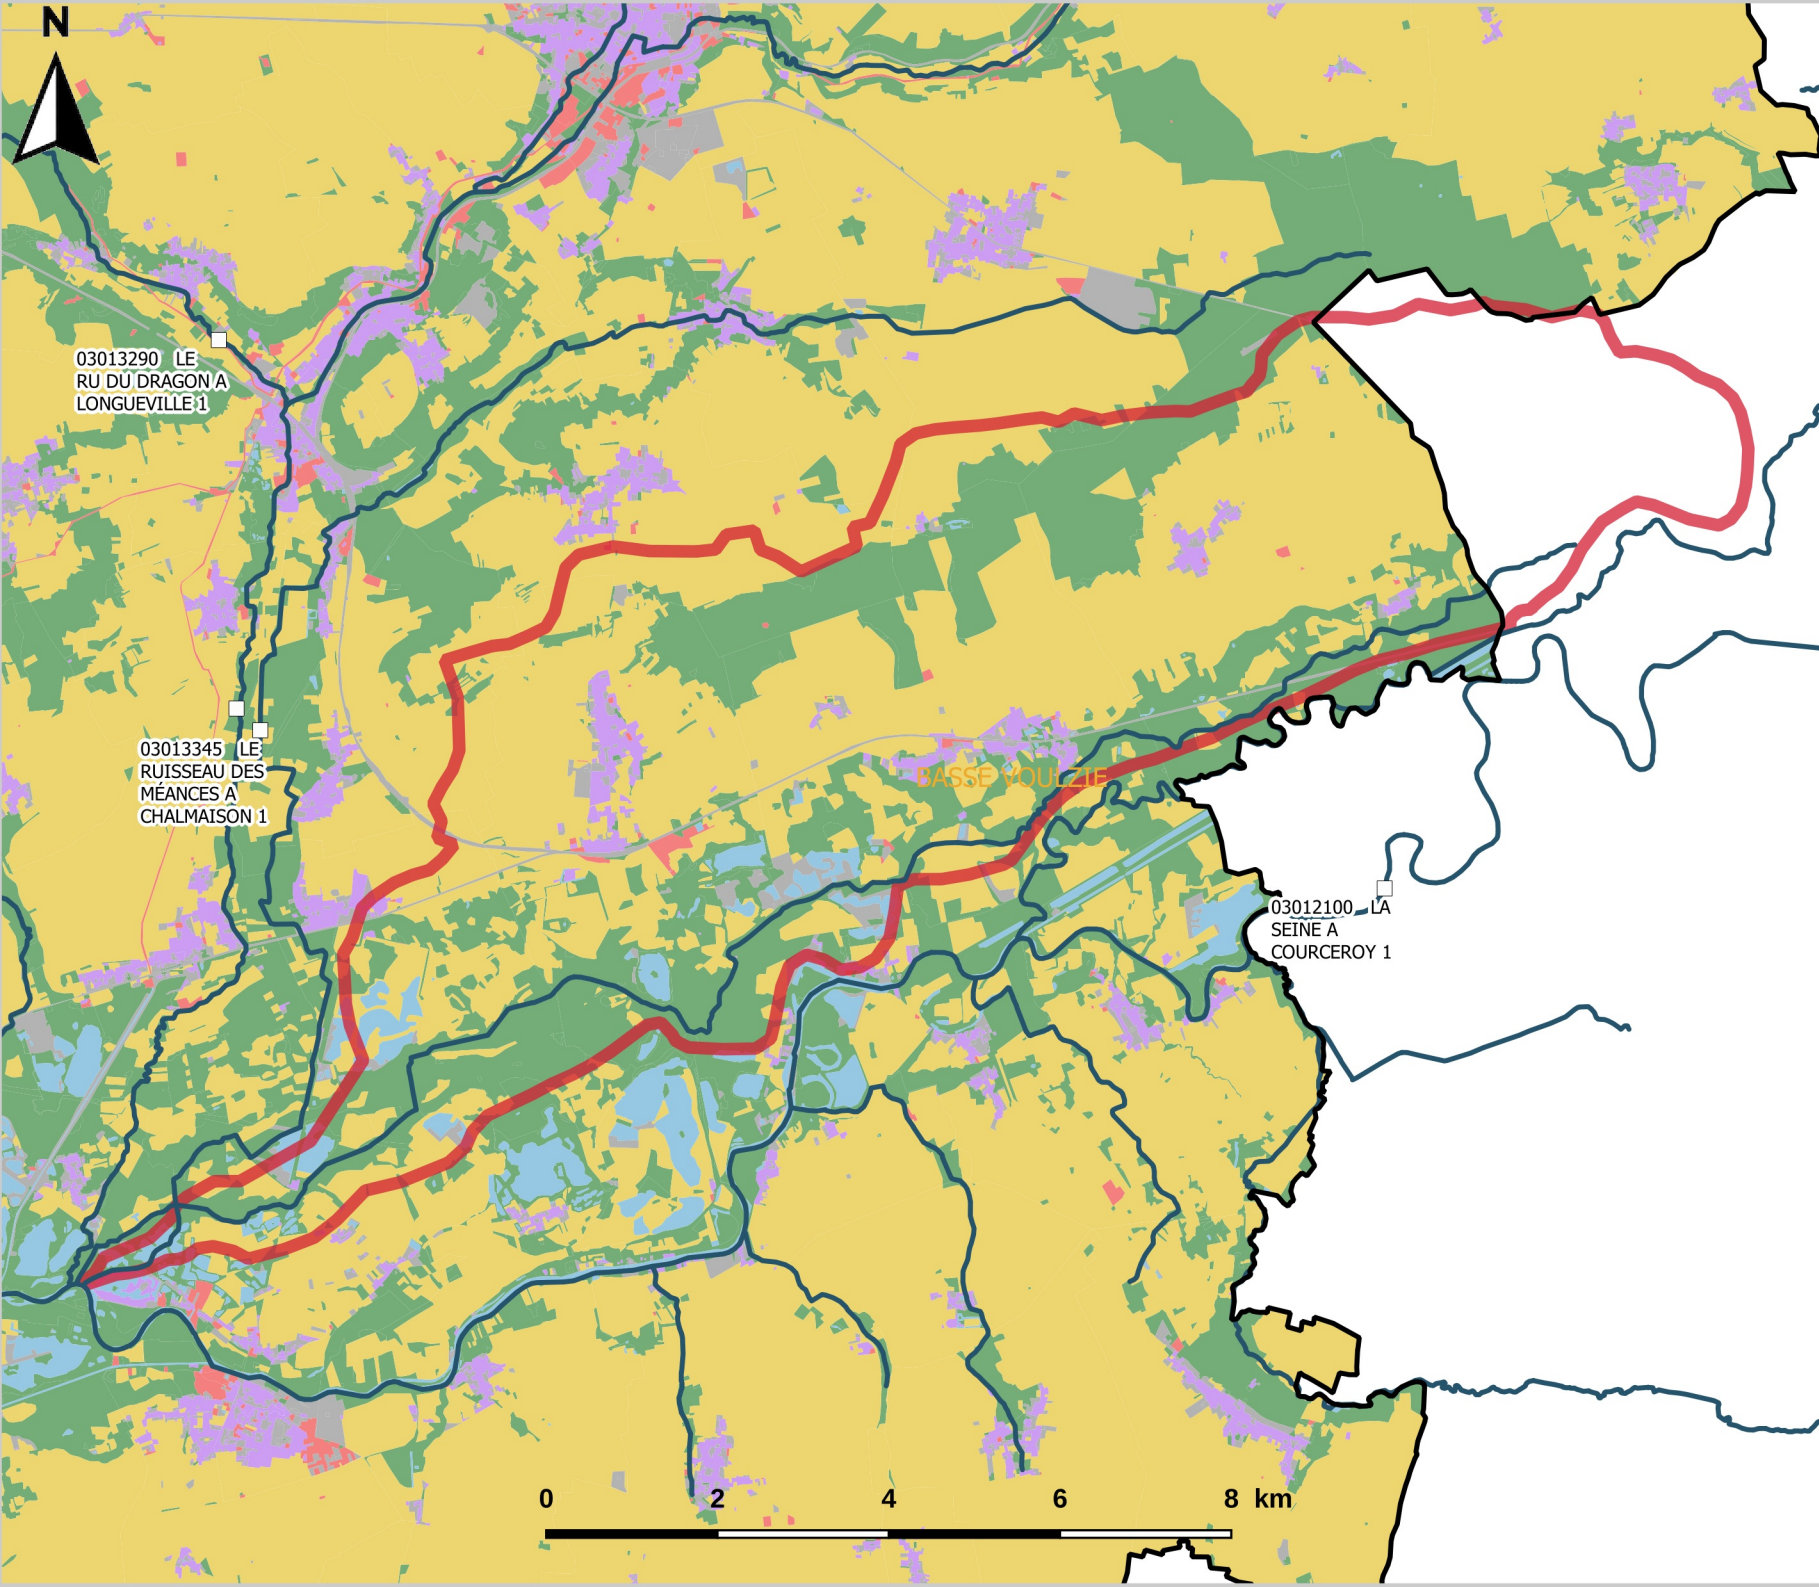 N
03013290 LE
RU DU DRAGON A
LONGUEVILLE 1
03013345 LE
RUISSEAU DES
MÉANCES A
CHALMAISON 1
BASSE VOULZIE
03012100 LA
SEINE A
COURCEROY 1
0 2 4 6 8 km